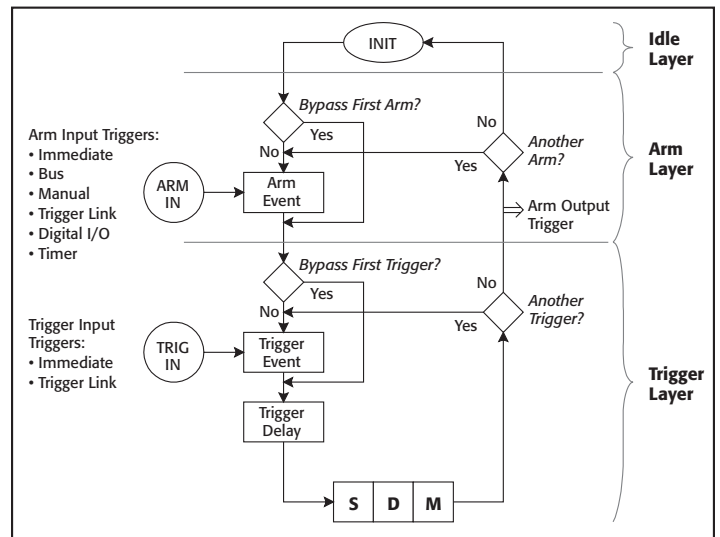 INIT
Idle
Layer
Bypass First Arm?
Yes
No
Arm Input Triggers:
• Immediate
• Bus
• Manual
• Trigger Link
• Digital I/O
• Timer
ARM
IN
Arm
Event
No
Yes
Another
Arm?
Arm
Layer
Arm Output
Trigger
Bypass First Trigger?
Yes
No
Trigger Input
Triggers:
• Immediate
• Trigger Link
TRIG
IN
Trigger
Event
No
Yes
Another
Trigger?
Trigger
Layer
Trigger
Delay
S D M